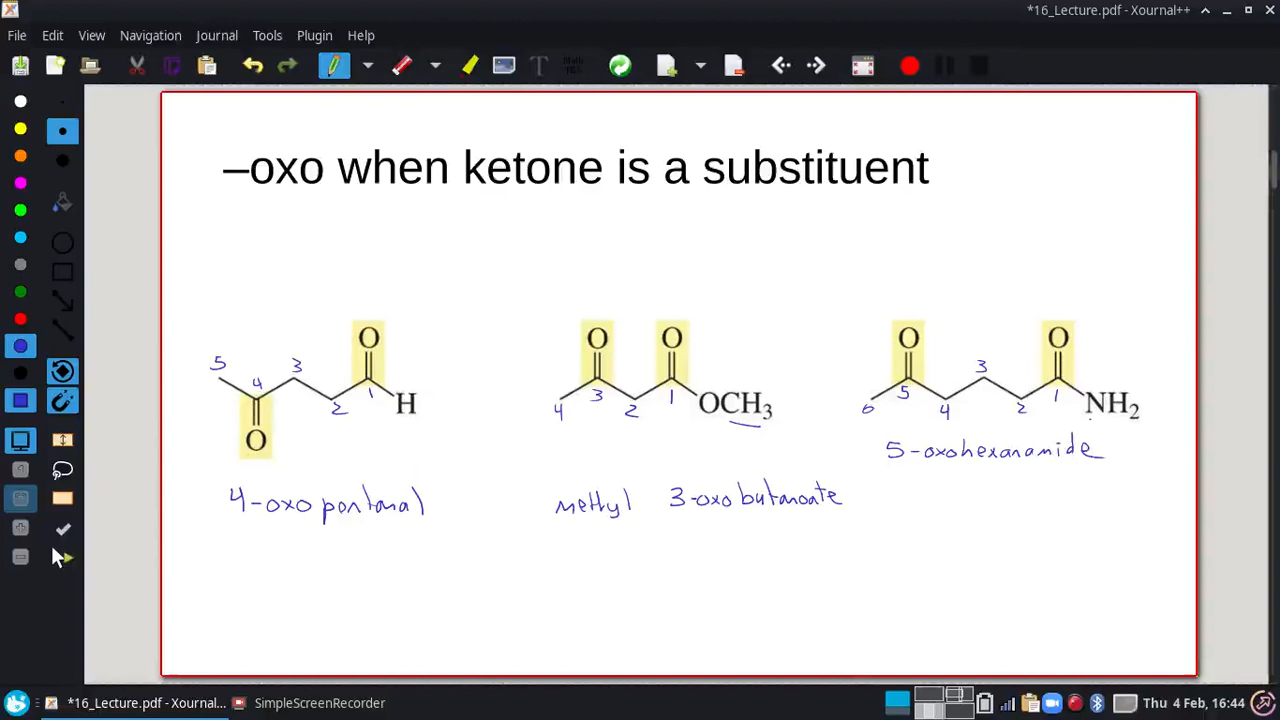 *16_Lecture.pdf - Xournal++
File Edit View Navigation Journal Tools Plugin Help
–oxo when ketone is a substituent
O O O O O
5 4 3 2 1 H
O
4 3 2 1 OCH3
6 5 4 3 2 1 NH2
5-oxohexanamide
4-oxo pentanal
methyl 3-oxo butanoate
*16_Lecture.pdf - Xournal... SimpleScreenRecorder Thu 4 Feb, 16:44